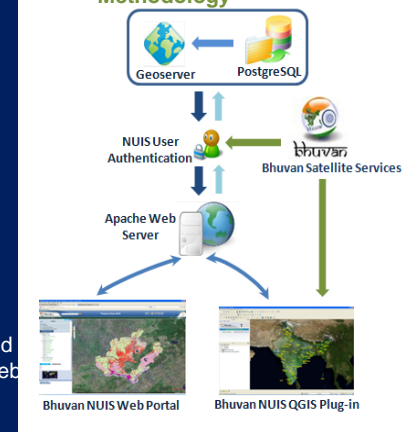 Methodology
Geoserver
PostgreSQL
NUIS User
Authentication
bhuvan
Bhuvan Satellite Services
Apache Web
Server
d
eb
Bhuvan NUIS Web Portal
Bhuvan NUIS QGIS Plug-in